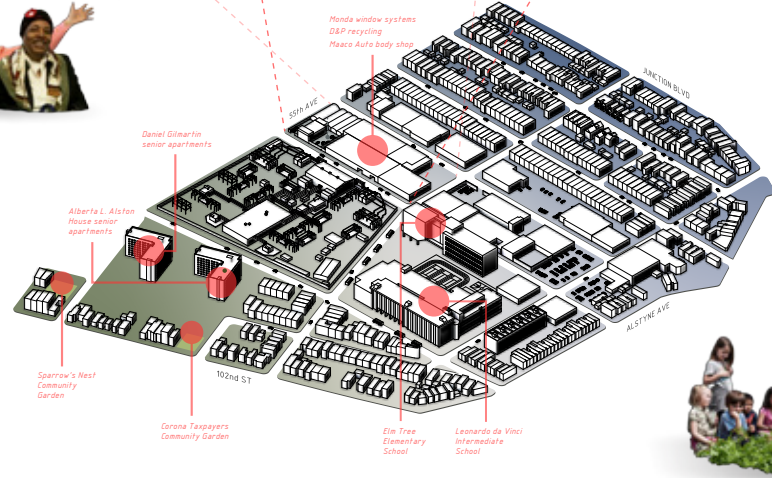 Monda window systems
D&P recycling
Maaco Auto body shop
JUNCTION BLVD
55th AVE
Daniel Gilmartin
senior apartments
Alberta L. Alston
House senior
apartments
ALSTYNE AVE
Sparrow's Nest
Community
Garden
102nd ST
Corona Taxpayers
Community Garden
Elm Tree
Elementary
School
Leonardo da Vinci
Intermediate
School